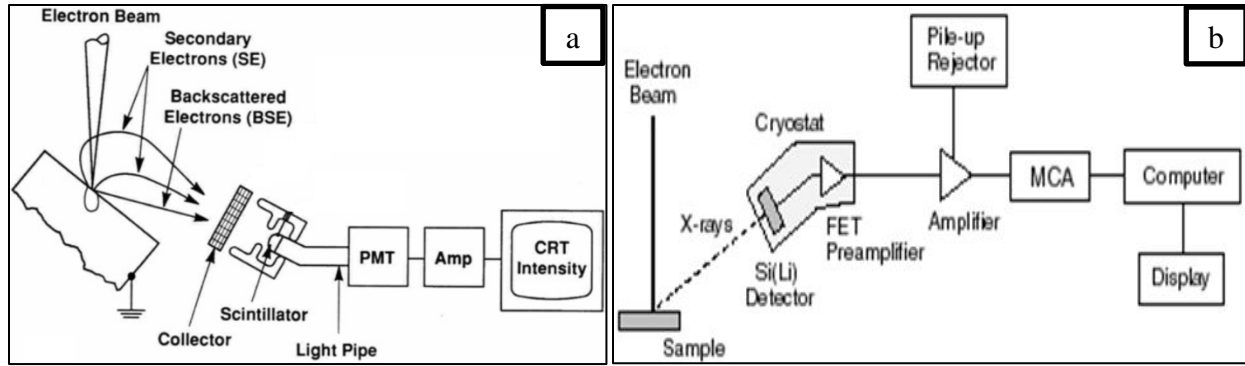 Electron Beam
Secondary
Electrons (SE)
Backscattered
Electrons (BSE)
a
PMT
Amp
CRT
Intensity
Scintillator
Collector
Light Pipe
b
Pile-up
Rejector
Electron
Beam
Cryostat
MCA
Computer
Amplifier
X-rays
FET
Preamplifier
Si(Li)
Detector
Display
Sample